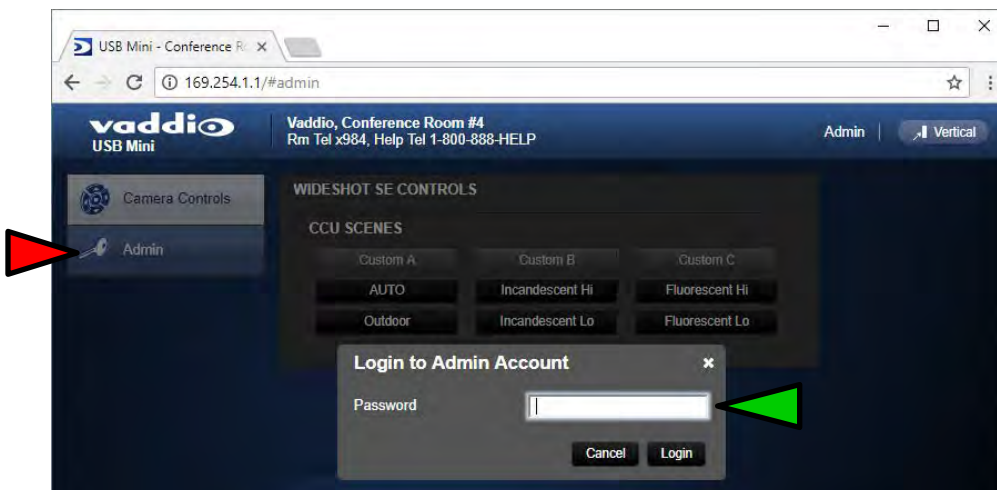 USB Mini - Conference R
169.254.1.1/#admin
vaddio
USB Mini
Vaddio, Conference Room #4
Rm Tel x984, Help Tel 1-800-888-HELP
Admin
Vertical
Camera Controls
Admin
WIDESHOT SE CONTROLS
CCU SCENES
Custom A Custom B Custom C
AUTO Incandescent Hi Fluorescent Hi
Outdoor Incandescent Lo Fluorescent Lo
Login to Admin Account
Password
Cancel Login